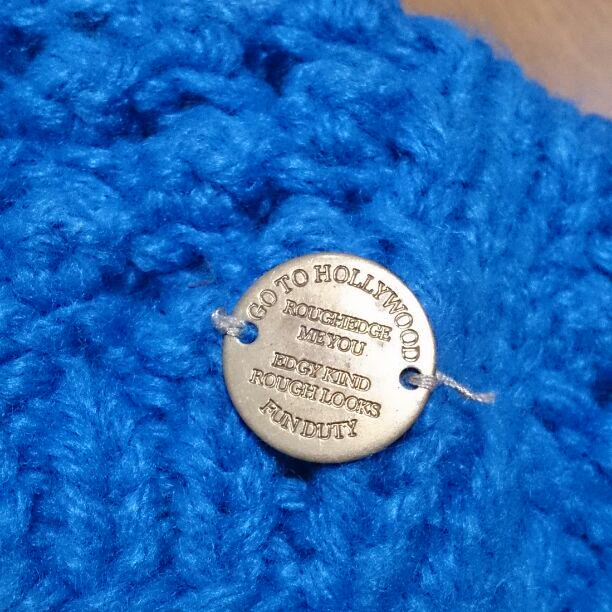 GO TO HOLLYWOOD
ROUGHEDGE
ME YOU
EDGY KIND
ROUGH LOOKS
FUN DUTY